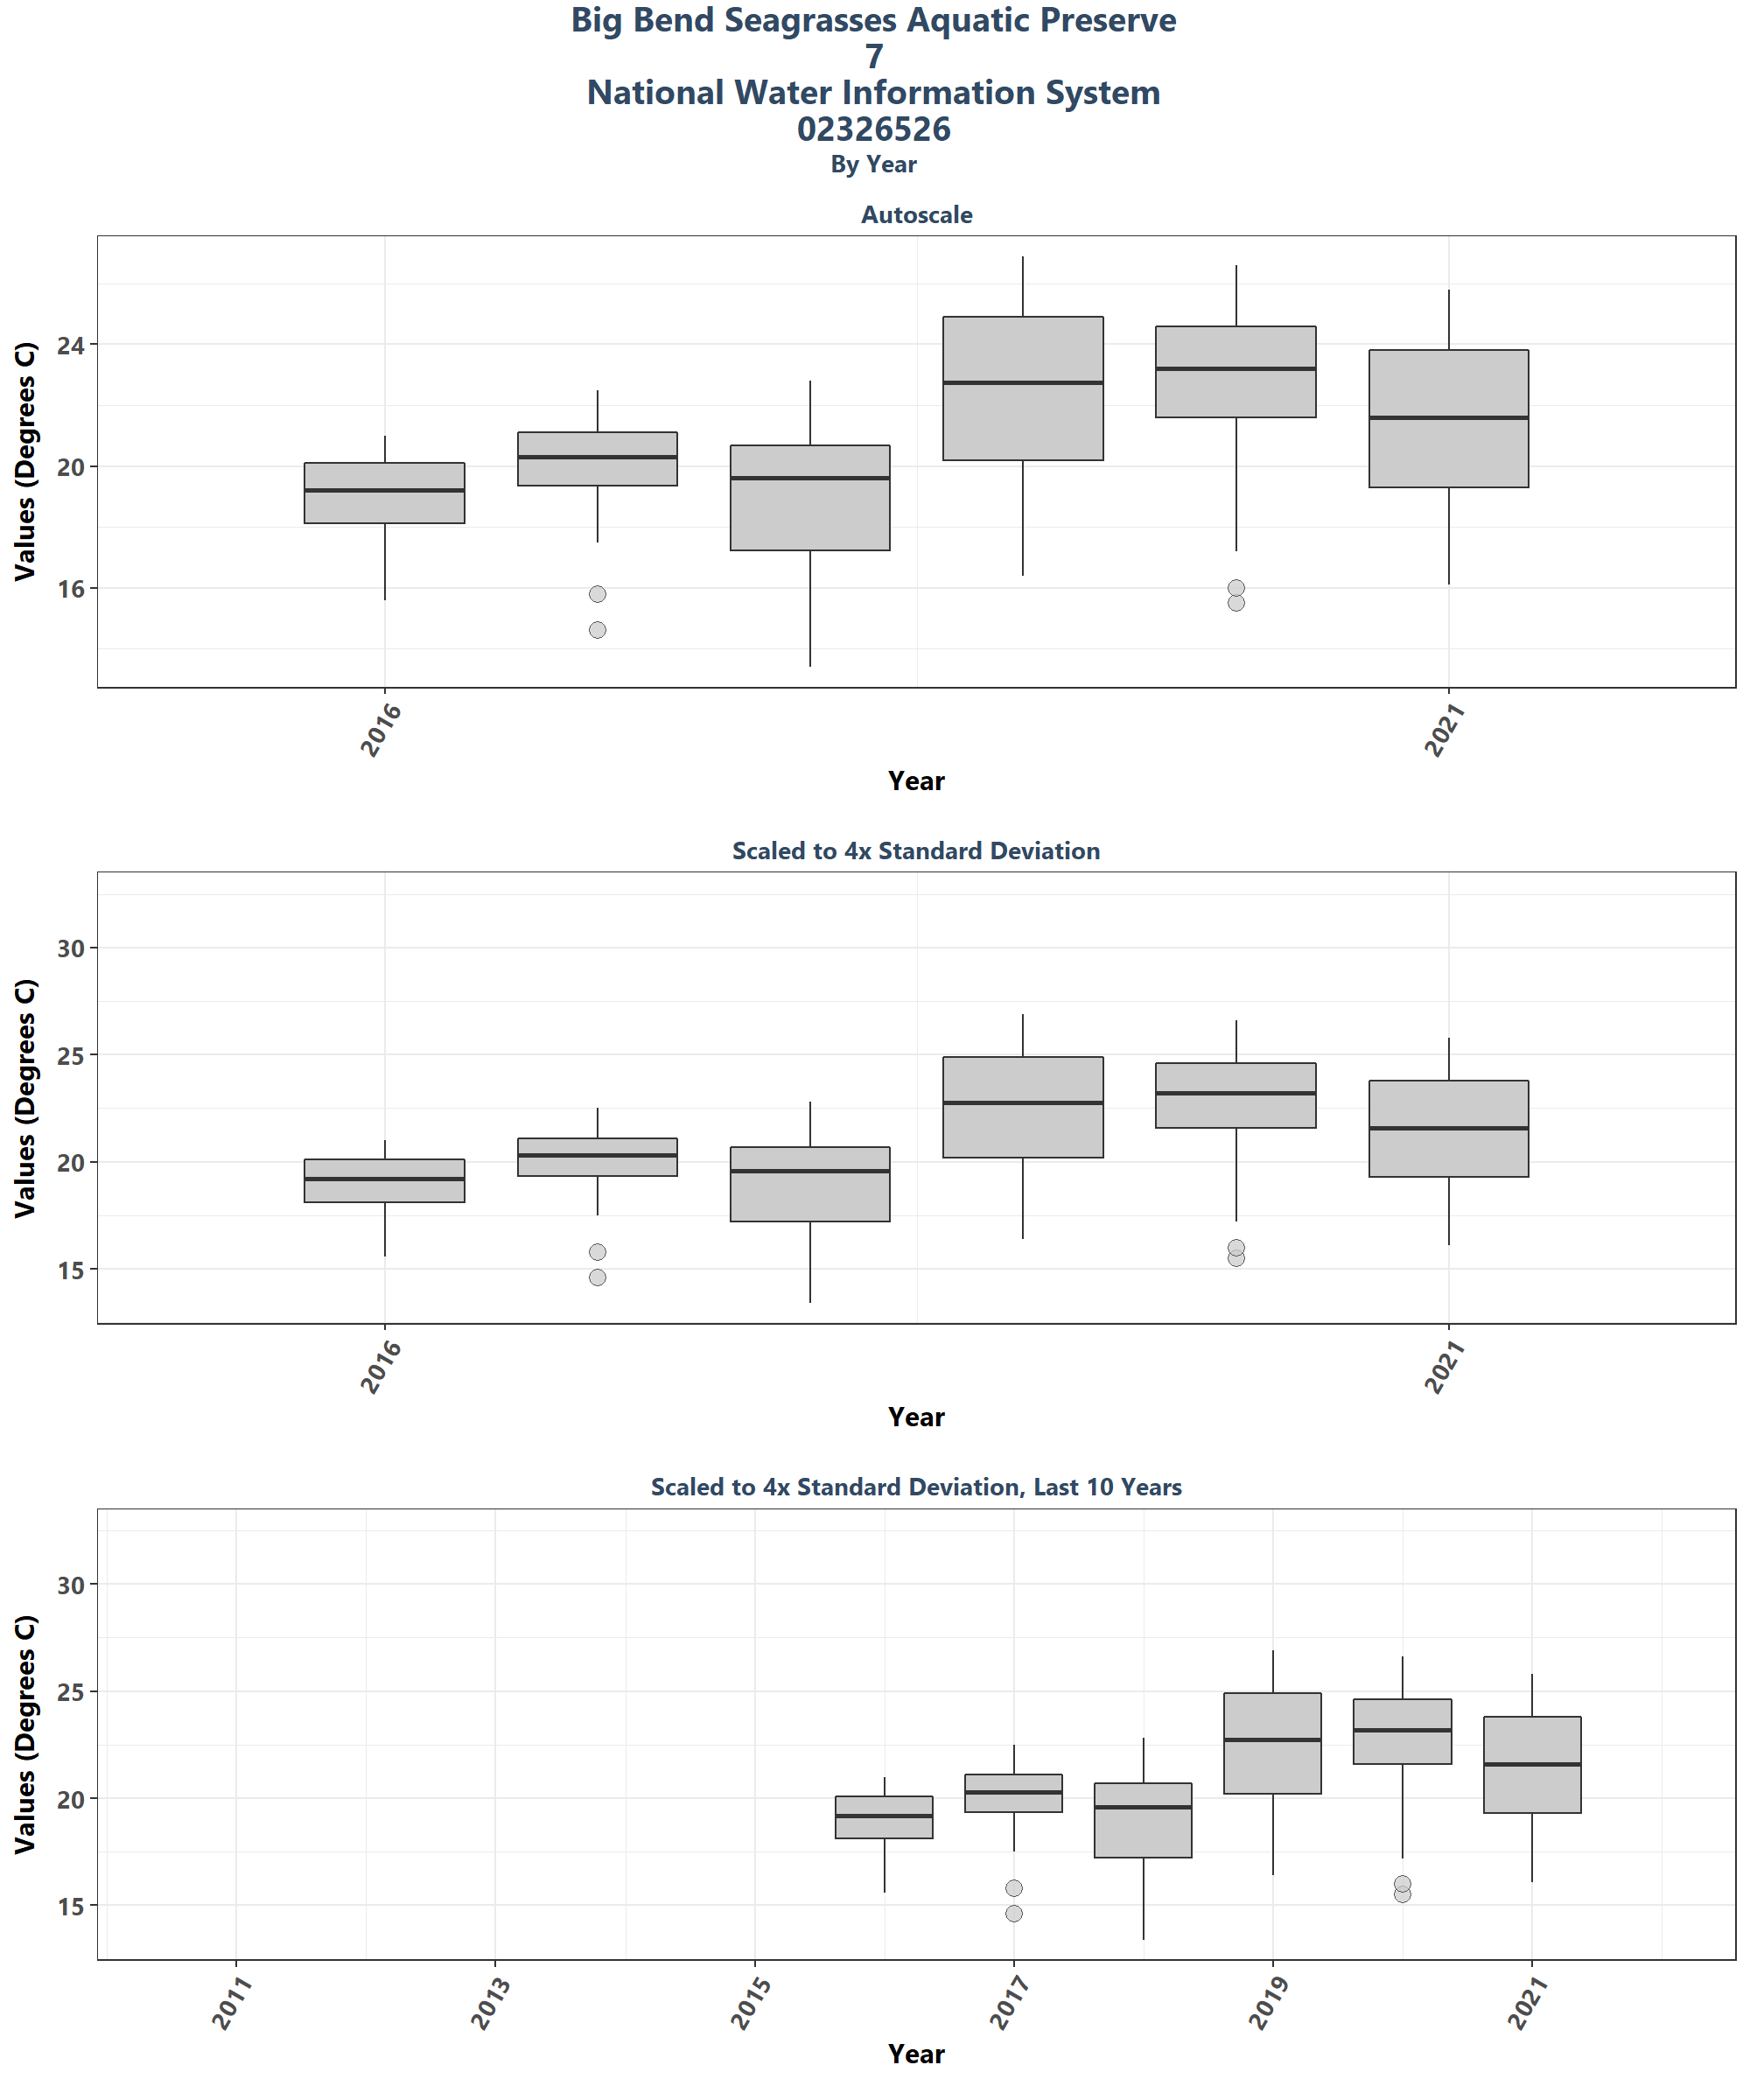 Big Bend Seagrasses Aquatic Preserve
7
National Water Information System
02326526
By Year
Autoscale
Values (Degrees C)
24
20
16
2016
2021
Year
Scaled to 4x Standard Deviation
Values (Degrees C)
30
25
20
15
2016
2021
Year
Scaled to 4x Standard Deviation, Last 10 Years
Values (Degrees C)
30
25
20
15
2011
2013
2015
2017
2019
2021
Year